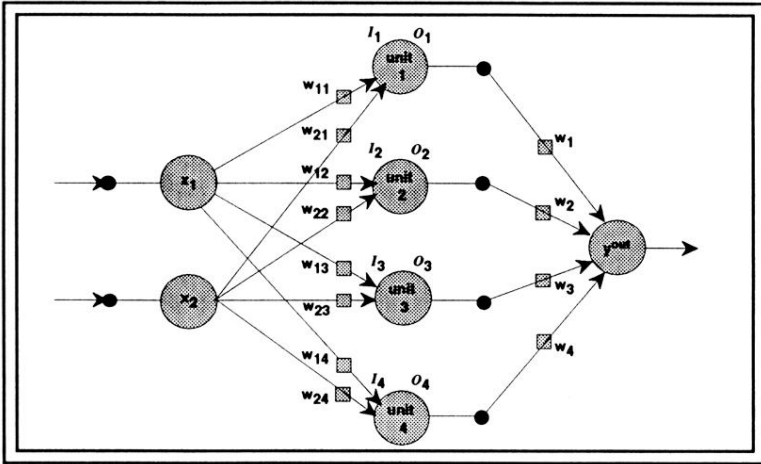 I1 O1
unit
1
w11
w21
w1
I2 O2
w12
x1
unit
2
w22
w2
yout
w13
I3 O3
x2
unit
3
w23
w3
w14
w4
I4 O4
w24
unit
4